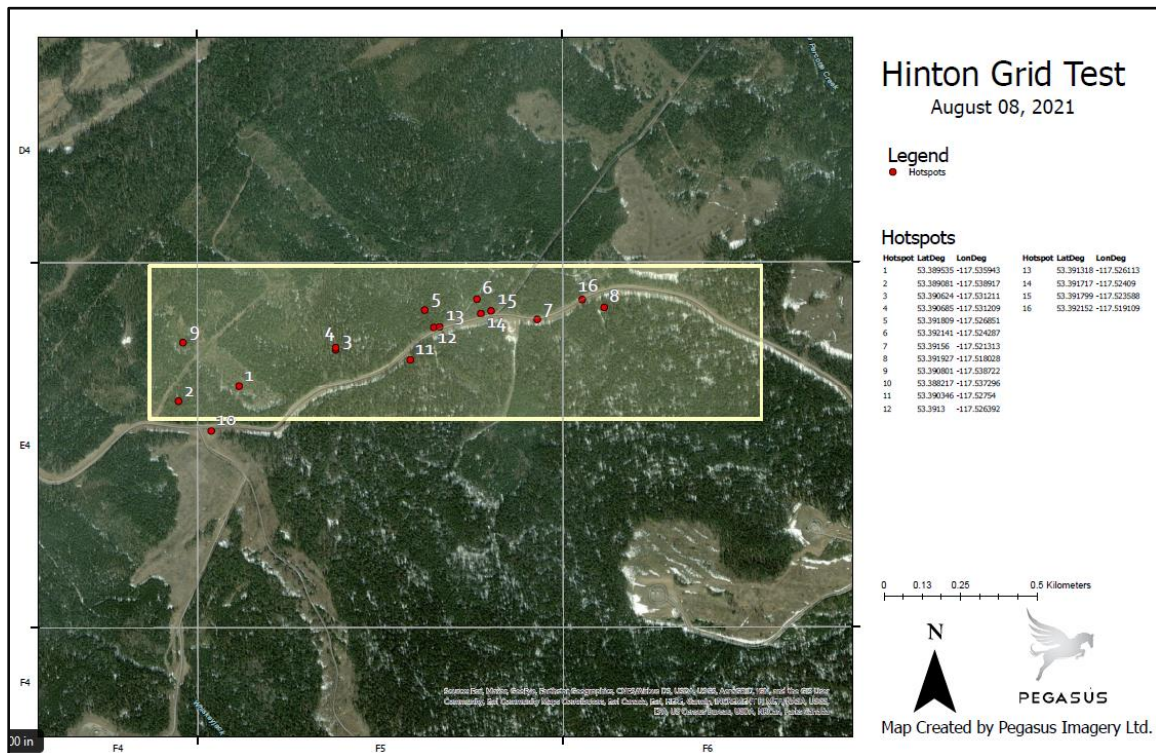 Parcour Creek
Hinton Grid Test
August 08, 2021
Legend
Hotspots
Hotspots
Hotspot LatDeg LonDeg Hotspot LatDeg LonDeg
1 53.389535 -117.535943 13 53.391318 -117.526113
2 53.389081 -117.538917 14 53.391717 -117.52409
3 53.390624 -117.531211 15 53.391799 -117.523588
4 53.390685 -117.531209 16 53.392152 -117.519109
5 53.391809 -117.526851
6 53.392141 -117.524287
7 53.39156 -117.521313
8 53.391927 -117.518028
9 53.390801 -117.538722
10 53.388217 -117.537296
11 53.390346 -117.52754
12 53.3913 -117.526392
D4
E4
F4
6
5
15
16
8
13
14
7
12
9
4
3
11
1
2
10
0 0.13 0.25 0.5 Kilometers
N
PEGASUS
Map Created by Pegasus Imagery Ltd.
00 in
F4
F5
F6